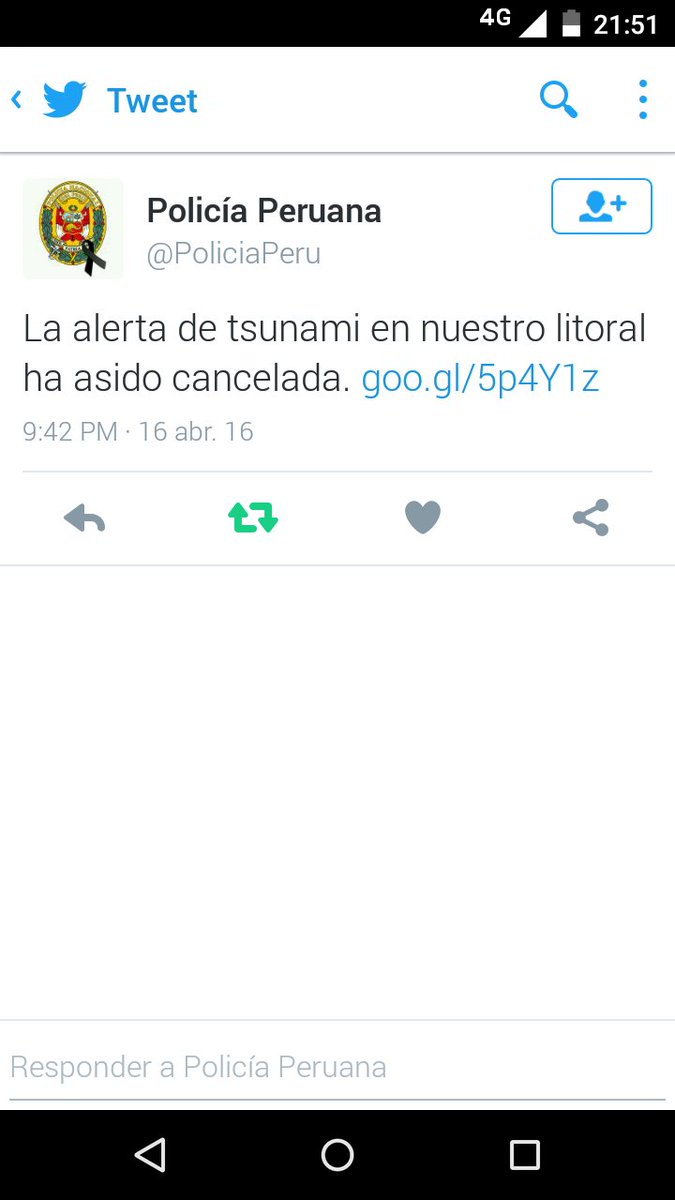 4G 21:51
Tweet
Policía Peruana
@PoliciaPeru
La alerta de tsunami en nuestro litoral
ha asido cancelada. goo.gl/5p4Y1z
9:42 PM · 16 abr. 16
Responder a Policía Peruana